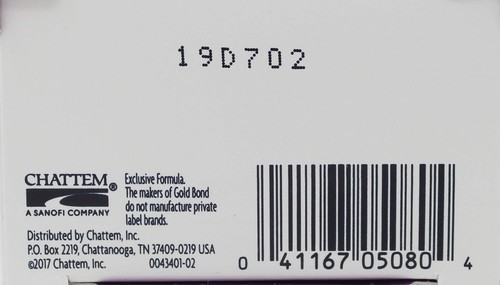 19D702
CHATTEM®
A SANOFI COMPANY
Exclusive Formula.
The makers of Gold Bond
do not manufacture private
label brands.
Distributed by Chattem, Inc.
P.O. Box 2219, Chattanooga, TN 37409-0219 USA
©2017 Chattem, Inc. 0043401-02
0 41167 05080 4